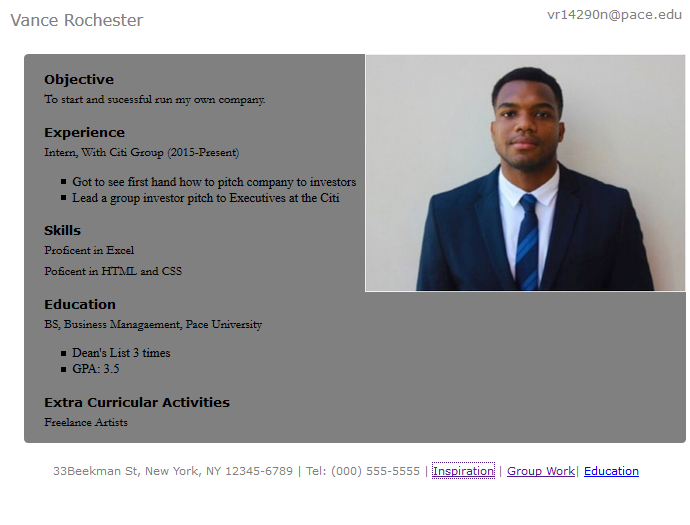 Vance Rochester
vr14290n@pace.edu
Objective
To start and sucessful run my own company.
Experience
Intern, With Citi Group (2015-Present)
Got to see first hand how to pitch company to investors
Lead a group investor pitch to Executives at the Citi
Skills
Proficent in Excel
Poficent in HTML and CSS
Education
BS, Business Managaement, Pace University
Dean's List 3 times
GPA: 3.5
Extra Curricular Activities
Freelance Artists
33Beekman St, New York, NY 12345-6789 | Tel: (000) 555-5555 | Inspiration | Group Work| Education